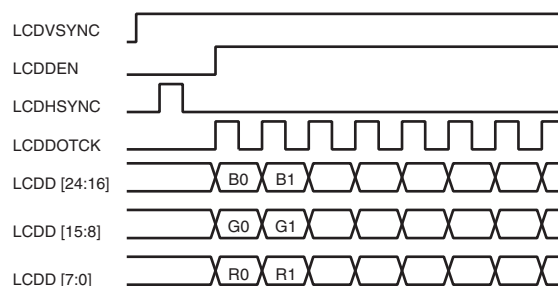 LCDVSYNC
LCDDEN
LCDHSYNC
LCDDOTCK
LCDD [24:16] B0 B1
LCDD [15:8] G0 G1
LCDD [7:0] R0 R1